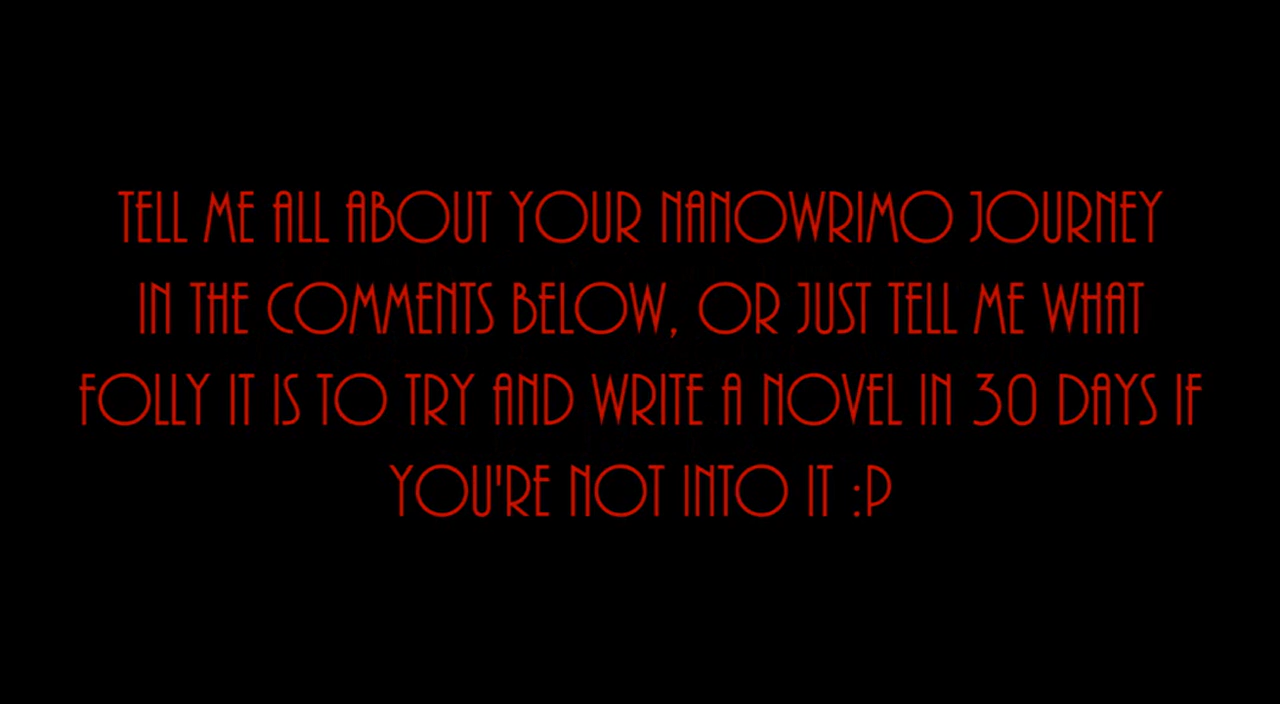 TELL ME ALL ABOUT YOUR NANOWRIMO JOURNEY
IN THE COMMENTS BELOW, OR JUST TELL ME WHAT
FOLLY IT IS TO TRY AND WRITE A NOVEL IN 30 DAYS IF
YOU'RE NOT INTO IT :P